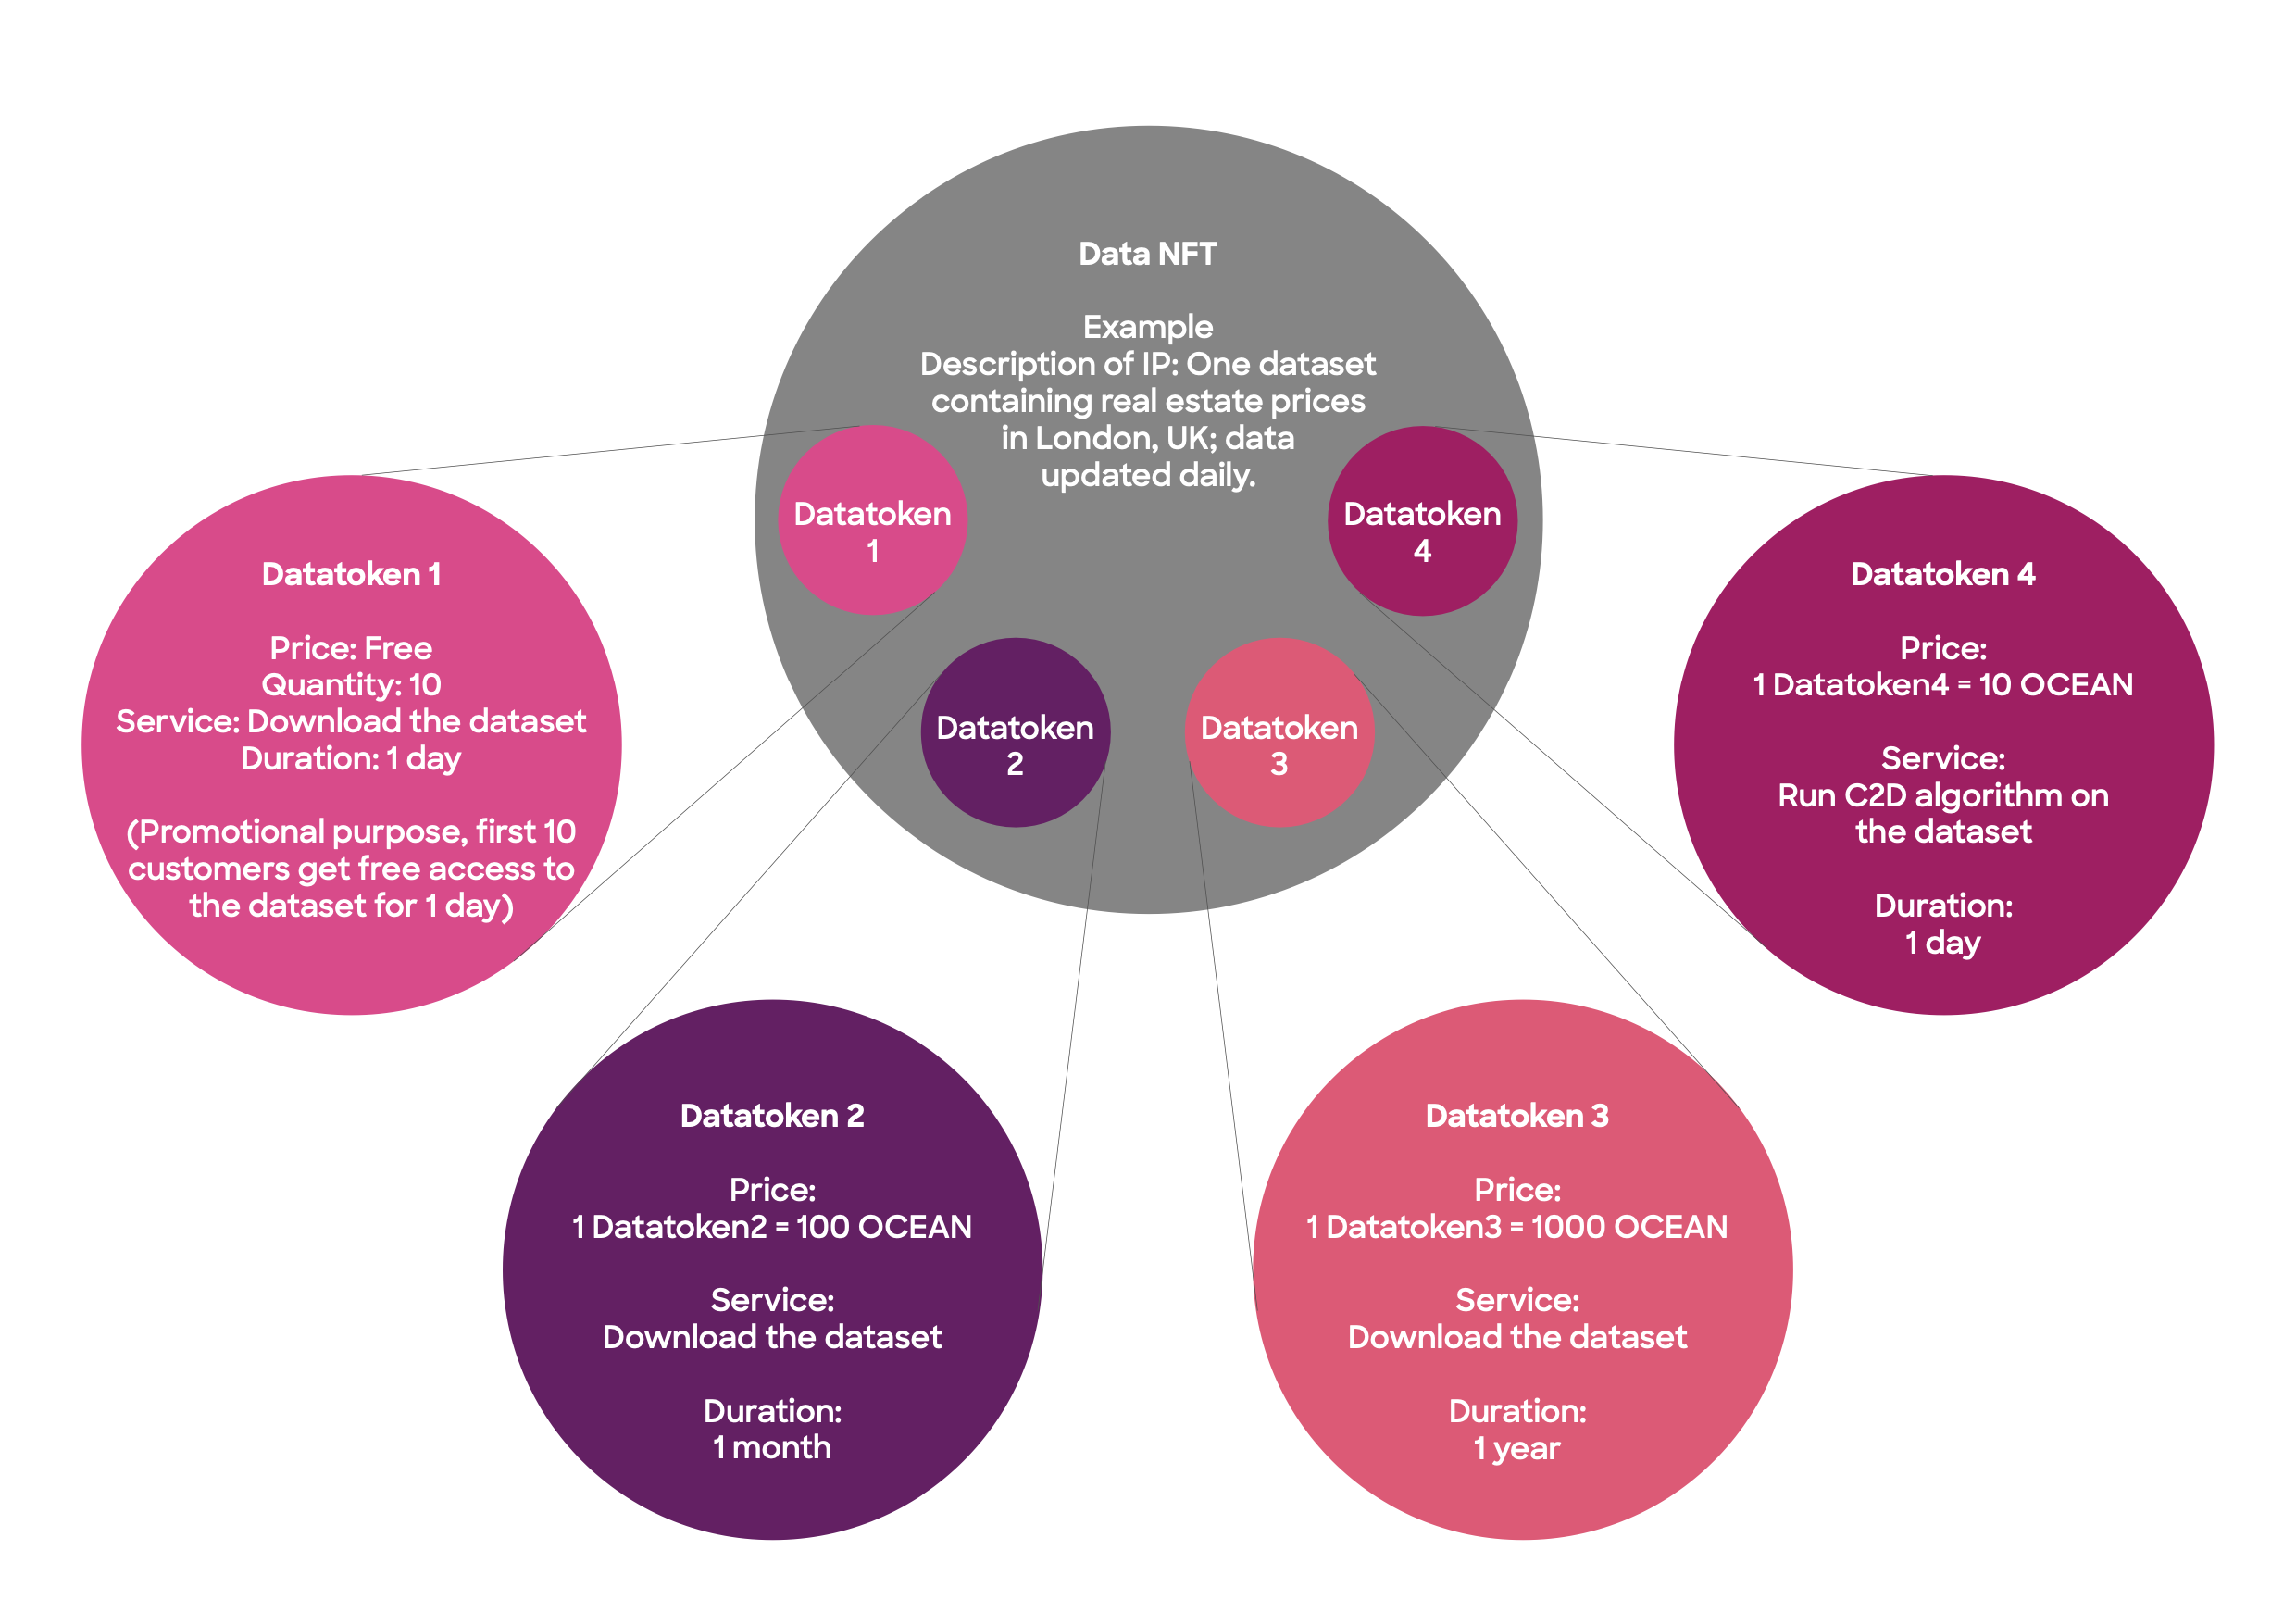 Data NFT
Example
Description of IP: One dataset
containing real estate prices
in London, UK; data
updated daily.
Datatoken
1
Datatoken
2
Datatoken
3
Datatoken
4
Datatoken 1
Price: Free
Quantity: 10
Service: Download the dataset
Duration: 1 day
(Promotional purpose, first 10
customers get free access to
the dataset for 1 day)
Datatoken 2
Price:
1 Datatoken2 = 100 OCEAN
Service:
Download the dataset
Duration:
1 month
Datatoken 3
Price:
1 Datatoken3 = 1000 OCEAN
Service:
Download the dataset
Duration:
1 year
Datatoken 4
Price:
1 Datatoken4 = 10 OCEAN
Service:
Run C2D algorithm on
the dataset
Duration:
1 day